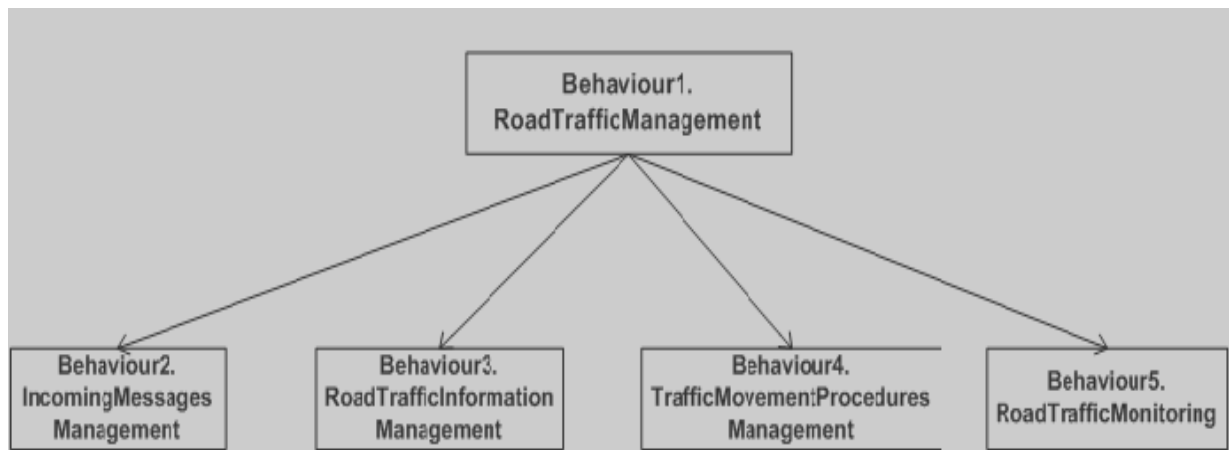 Behaviour1.
RoadTrafficManagement
Behaviour2.
IncomingMessages
Management
Behaviour3.
RoadTrafficInformation
Management
Behaviour4.
TrafficMovementProcedures
Management
Behaviour5.
RoadTrafficMonitoring